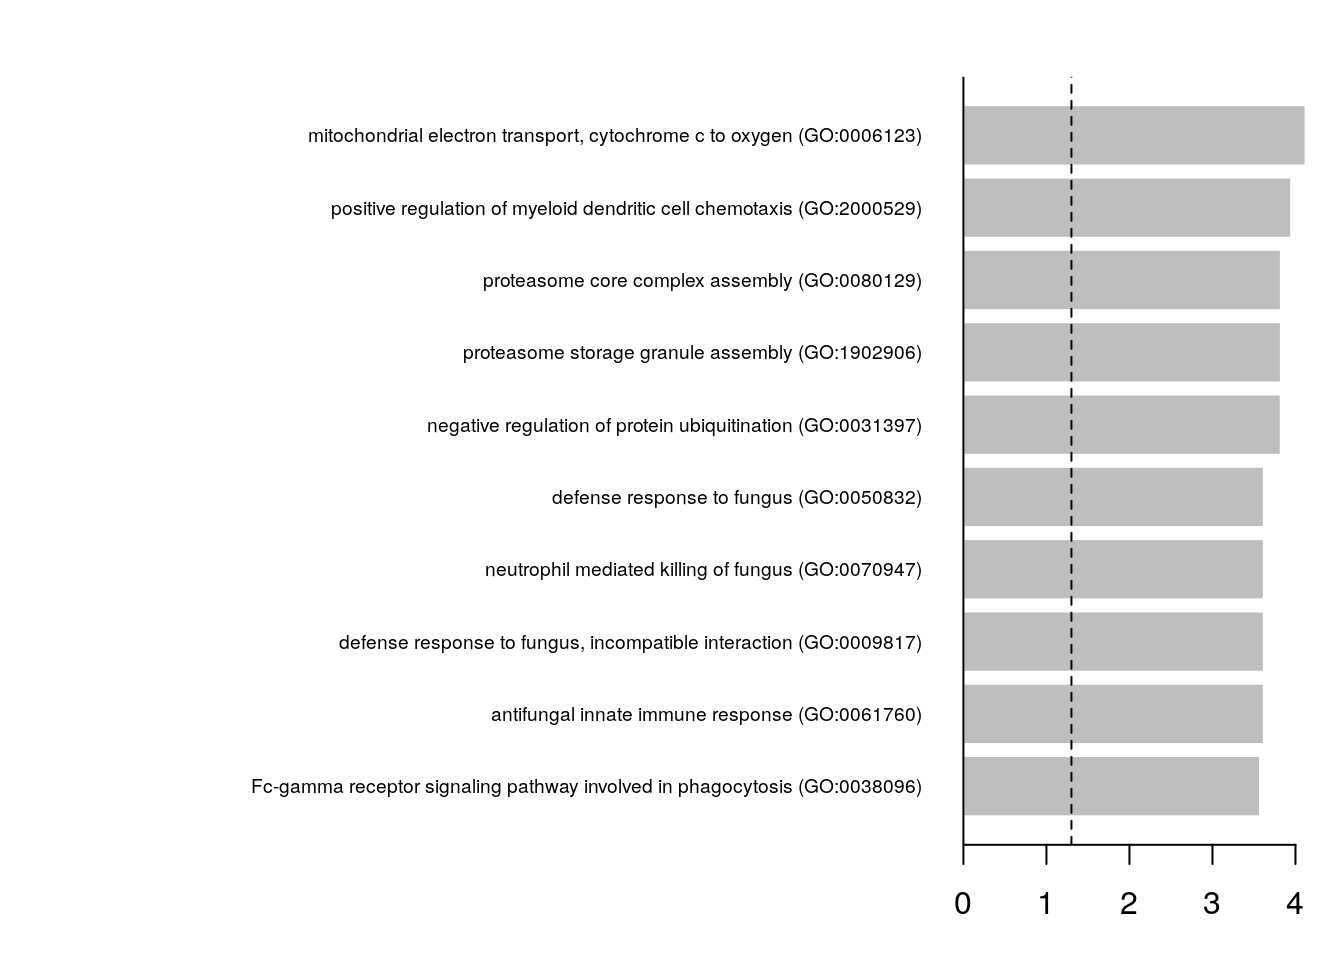 mitochondrial electron transport, cytochrome c to oxygen (GO:0006123)
positive regulation of myeloid dendritic cell chemotaxis (GO:2000529)
proteasome core complex assembly (GO:0080129)
proteasome storage granule assembly (GO:1902906)
negative regulation of protein ubiquitination (GO:0031397)
defense response to fungus (GO:0050832)
neutrophil mediated killing of fungus (GO:0070947)
defense response to fungus, incompatible interaction (GO:0009817)
antifungal innate immune response (GO:0061760)
Fc-gamma receptor signaling pathway involved in phagocytosis (GO:0038096)
0 1 2 3 4